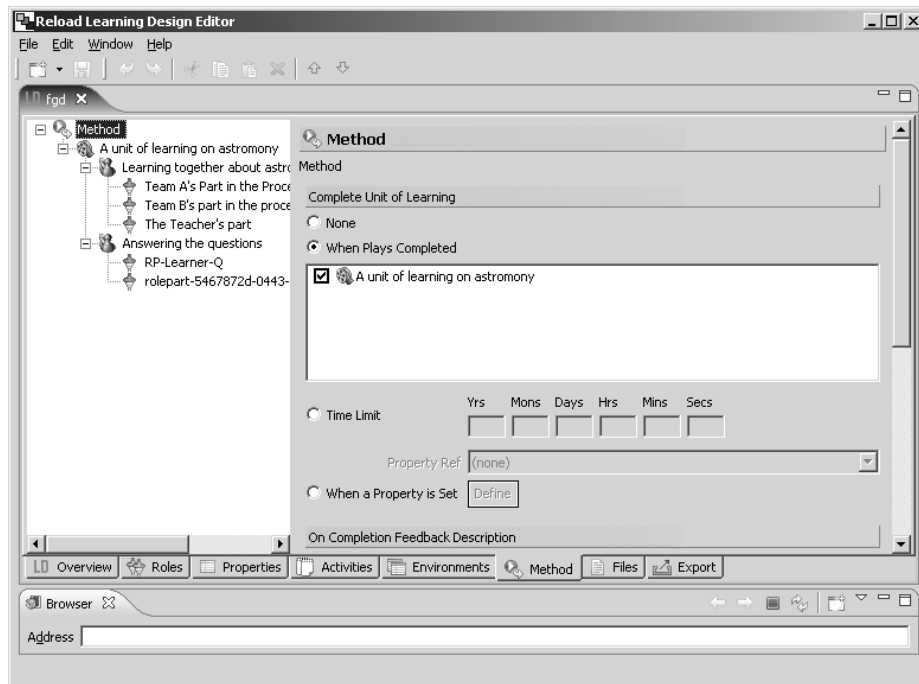 Reload Learning Design Editor
File Edit Window Help
LD fgd
Method
A unit of learning on astromony
Learning together about astro
Team A's Part in the Proce
Team B's part in the proce
The Teacher's part
Answering the questions
RP-Learner-Q
rolepart-5467872d-0443-
Method
Method
Complete Unit of Learning
None
When Plays Completed
A unit of learning on astromony
Yrs Mons Days Hrs Mins Secs
Time Limit
Property Ref (none)
When a Property is Set Define
On Completion Feedback Description
LD Overview Roles Properties Activities Environments Method Files Export
Browser
Address